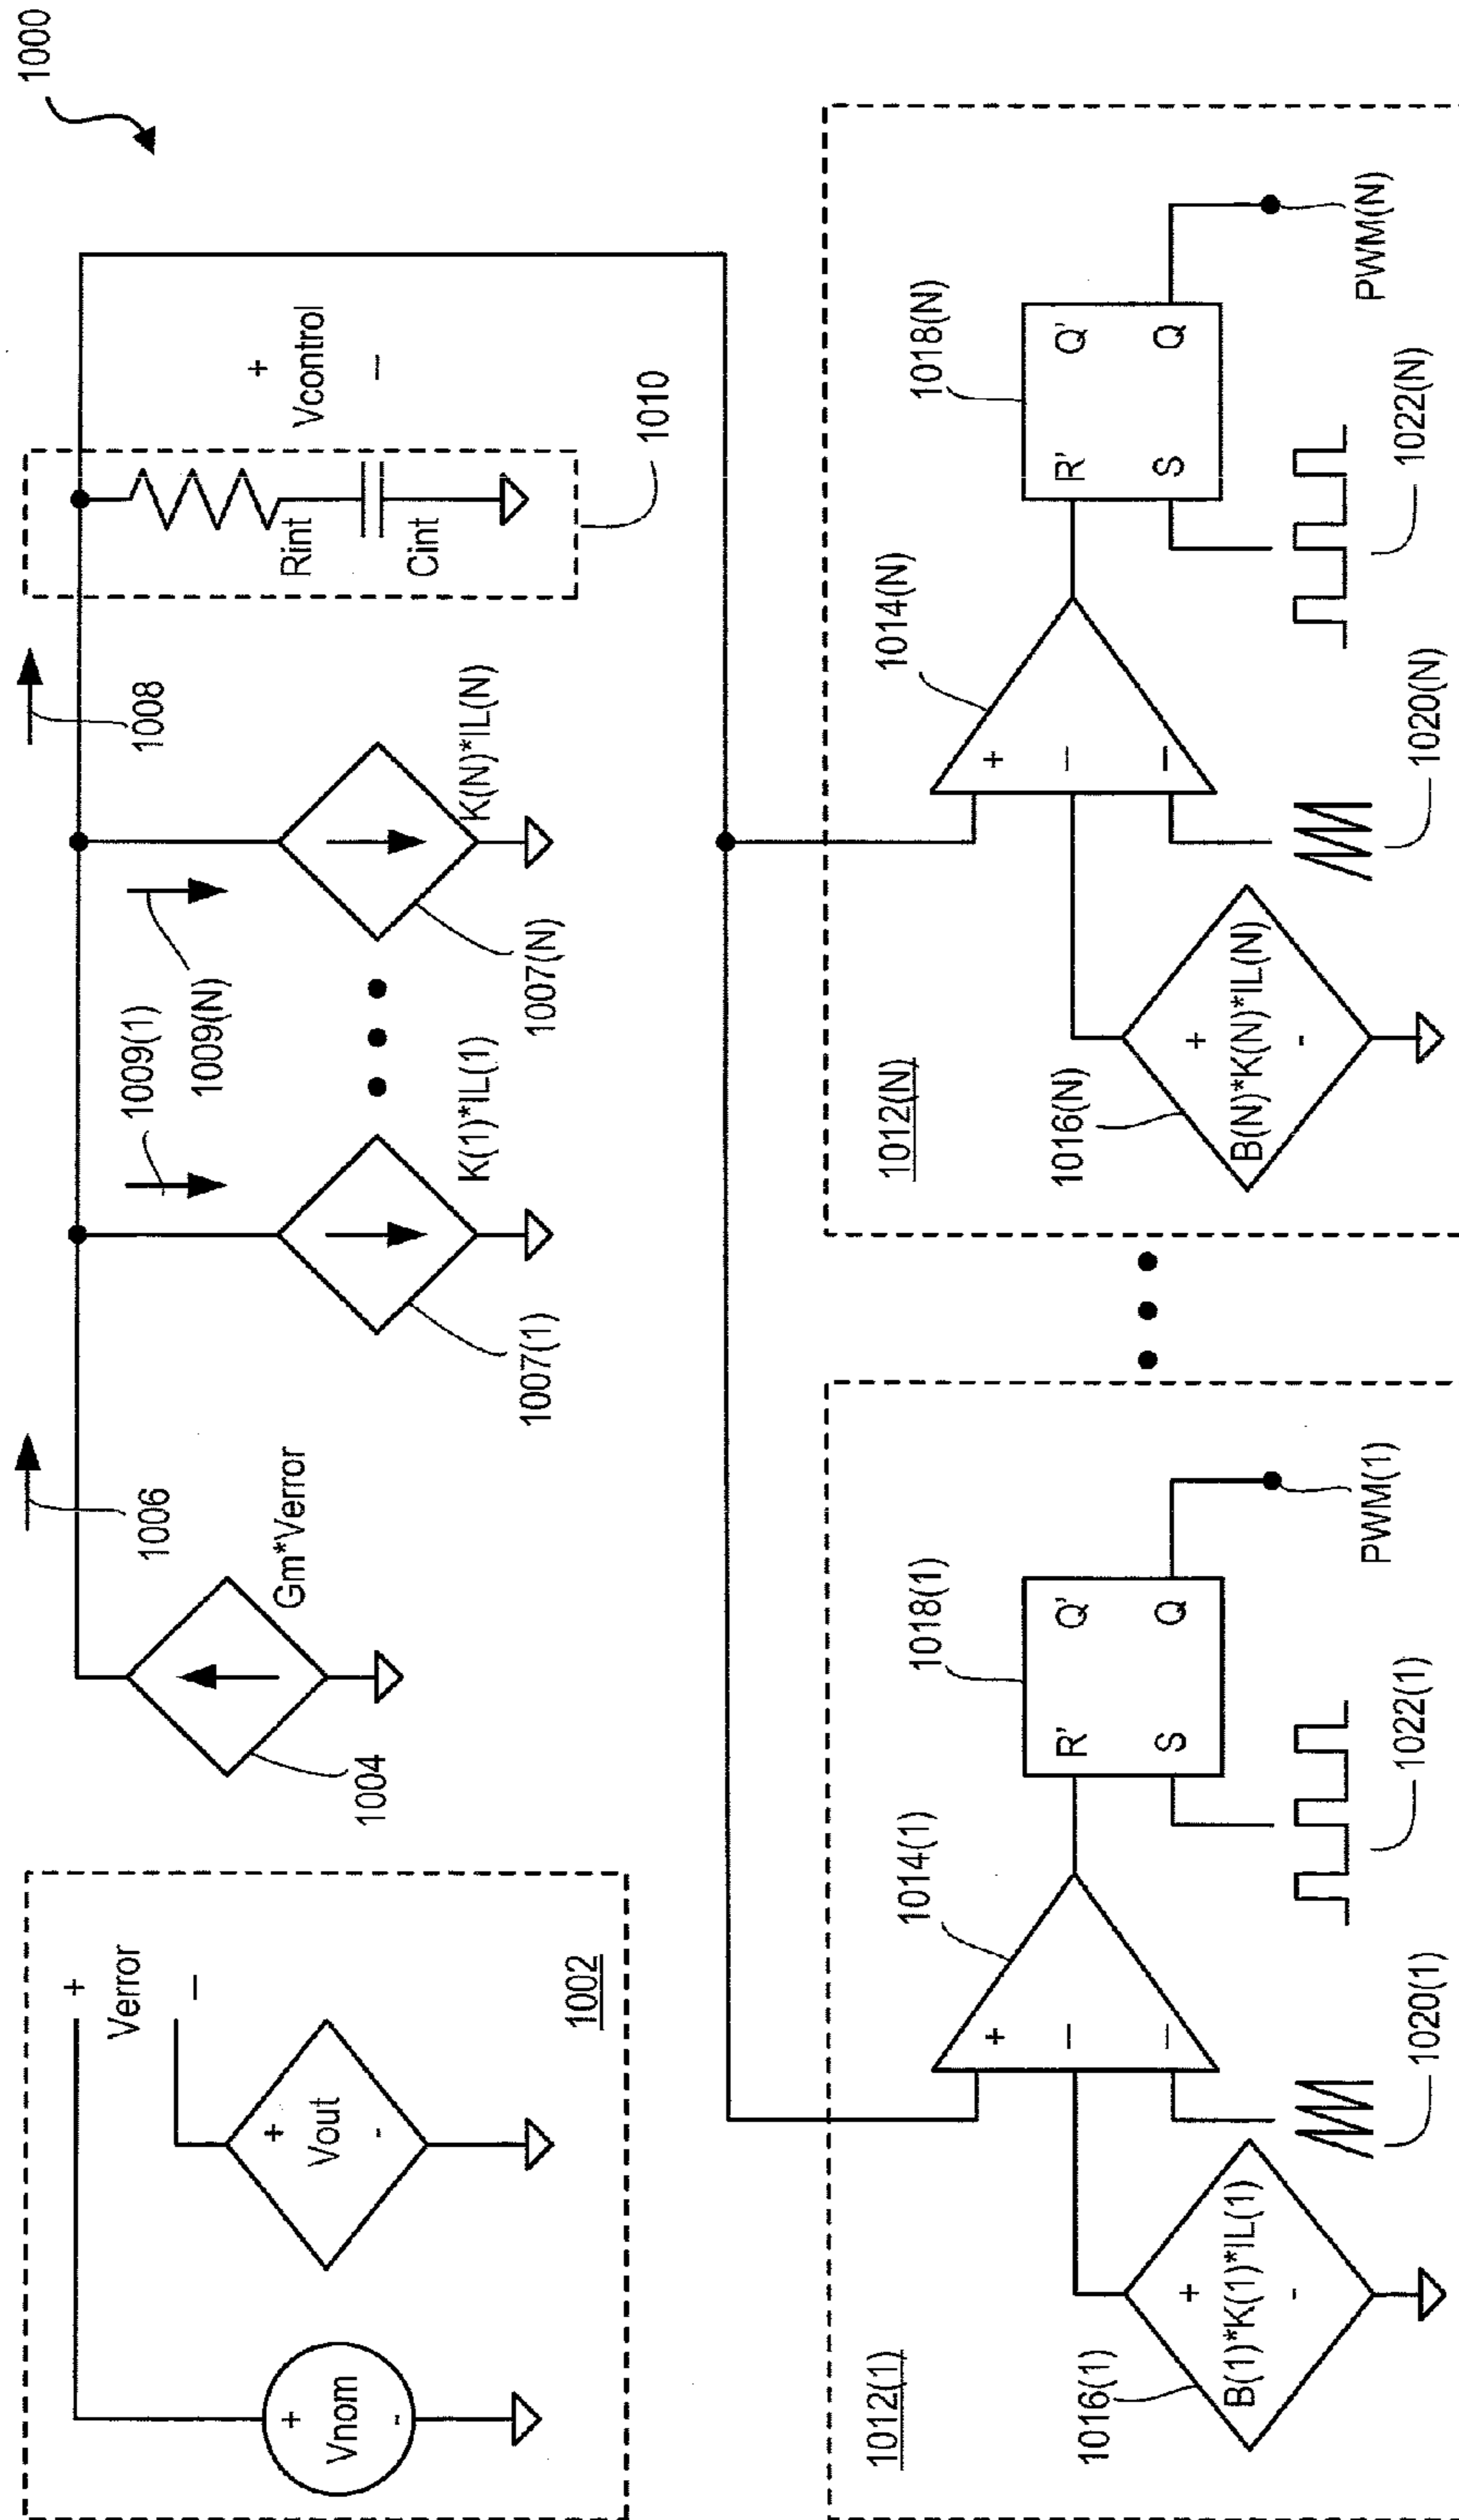 1000
+
Verror
−
+
Vnom
-
+
Vout
-
1002
1004
Gm*Verror
1006
1007(1)
K(1)*IL(1)
1009(1)
1009(N)
1007(N)
K(N)*IL(N)
1008
Rint
Cint
+
Vcontrol
−
1010
1012(1)
1016(1)
+
B(1)*K(1)*IL(1)
-
1014(1)
+
−
−
1020(1)
1018(1)
R'
Q'
S
Q
1022(1)
PWM(1)
1012(N)
1016(N)
+
B(N)*K(N)*IL(N)
-
1014(N)
+
−
−
1020(N)
1018(N)
R'
Q'
S
Q
1022(N)
PWM(N)